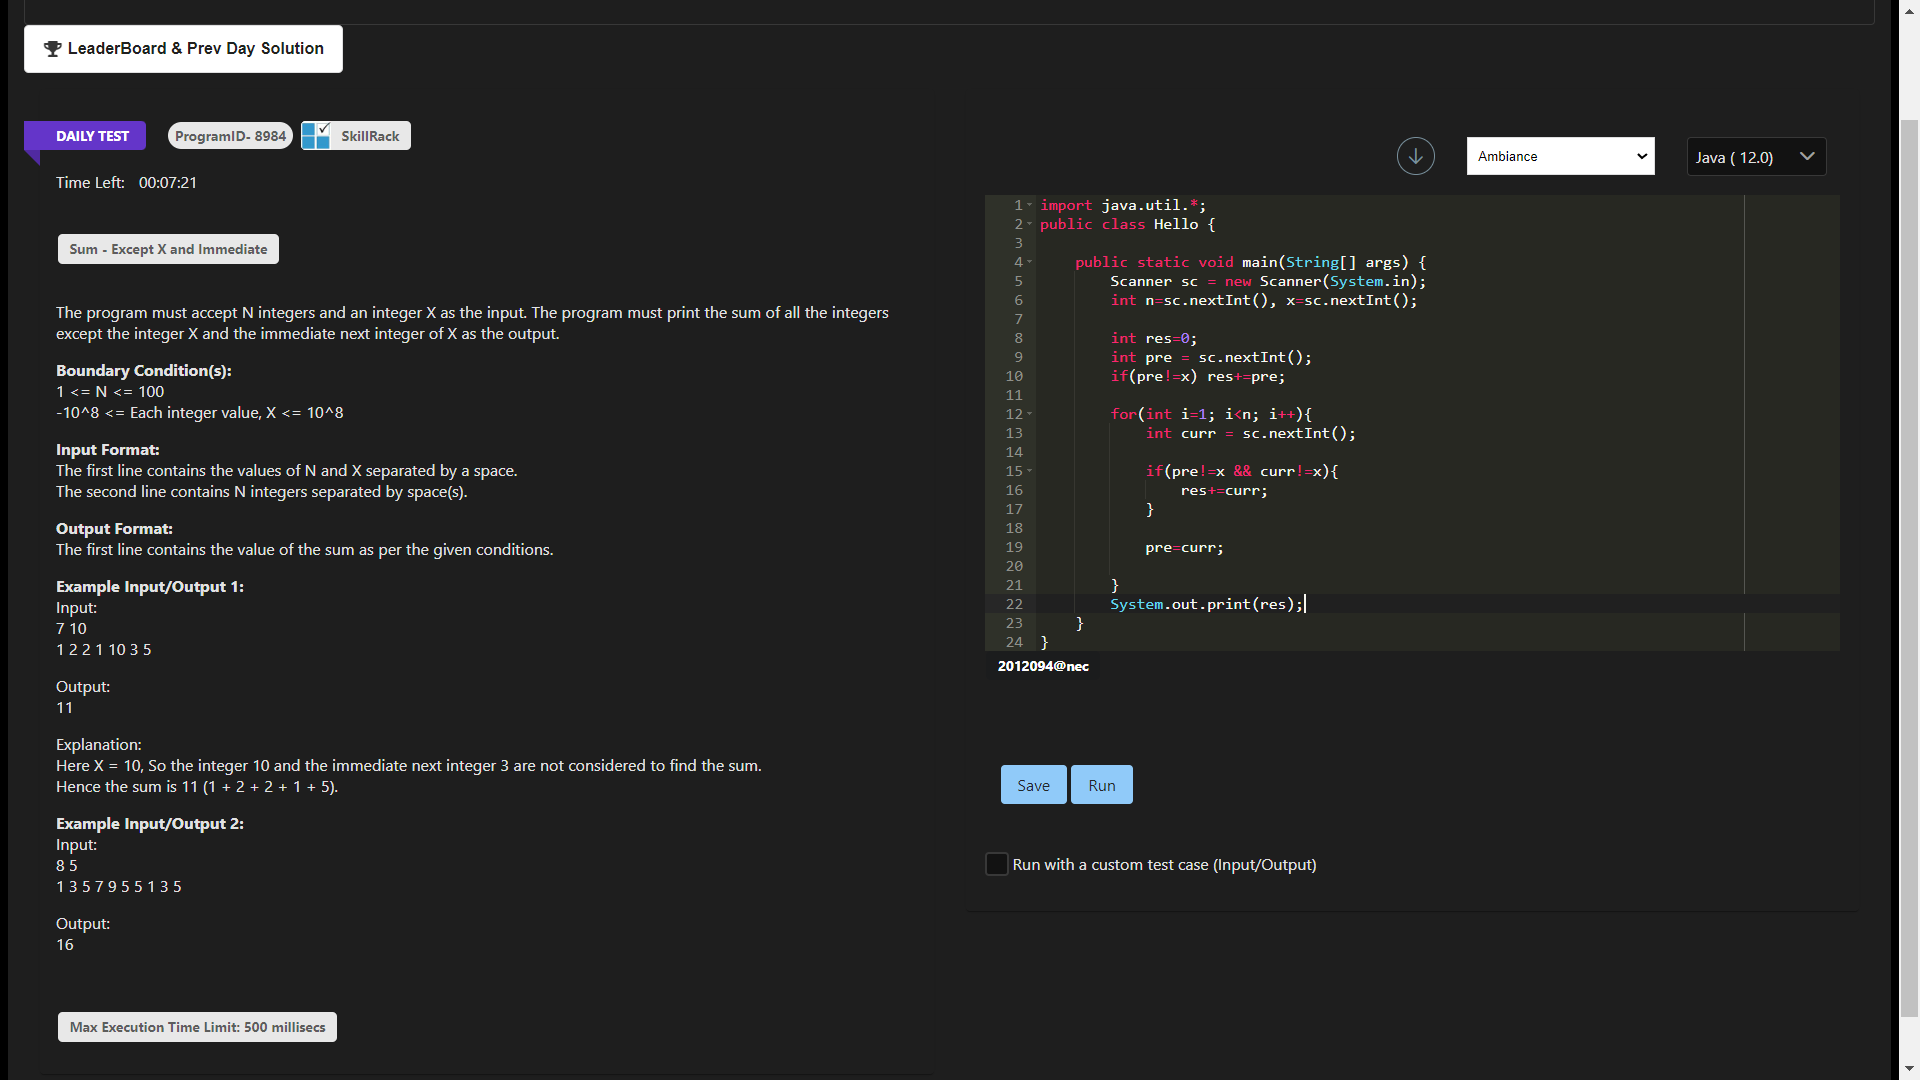 LeaderBoard & Prev Day Solution
DAILY TEST
ProgramID- 8984
SkillRack
Time Left: 00:07:21
Sum - Except X and Immediate
The program must accept N integers and an integer X as the input. The program must print the sum of all the integers
except the integer X and the immediate next integer of X as the output.
Boundary Condition(s):
1 <= N <= 100
-10^8 <= Each integer value, X <= 10^8
Input Format:
The first line contains the values of N and X separated by a space.
The second line contains N integers separated by space(s).
Output Format:
The first line contains the value of the sum as per the given conditions.
Example Input/Output 1:
Input:
7 10
1 2 2 1 10 3 5
Output:
11
Explanation:
Here X = 10, So the integer 10 and the immediate next integer 3 are not considered to find the sum.
Hence the sum is 11 (1 + 2 + 2 + 1 + 5).
Example Input/Output 2:
Input:
8 5
1 3 5 7 9 5 5 1 3 5
Output:
16
Max Execution Time Limit: 500 millisecs
Ambiance
Java ( 12.0)
1 import java.util.*;
2 public class Hello {
3
4 public static void main(String[] args) {
5 Scanner sc = new Scanner(System.in);
6 int n=sc.nextInt(), x=sc.nextInt();
7
8 int res=0;
9 int pre = sc.nextInt();
10 if(pre!=x) res+=pre;
11
12 for(int i=1; i<n; i++){
13 int curr = sc.nextInt();
14
15 if(pre!=x && curr!=x){
16 res+=curr;
17 }
18
19 pre=curr;
20
21 }
22 System.out.print(res);
23 }
24 }
2012094@nec
Save
Run
Run with a custom test case (Input/Output)